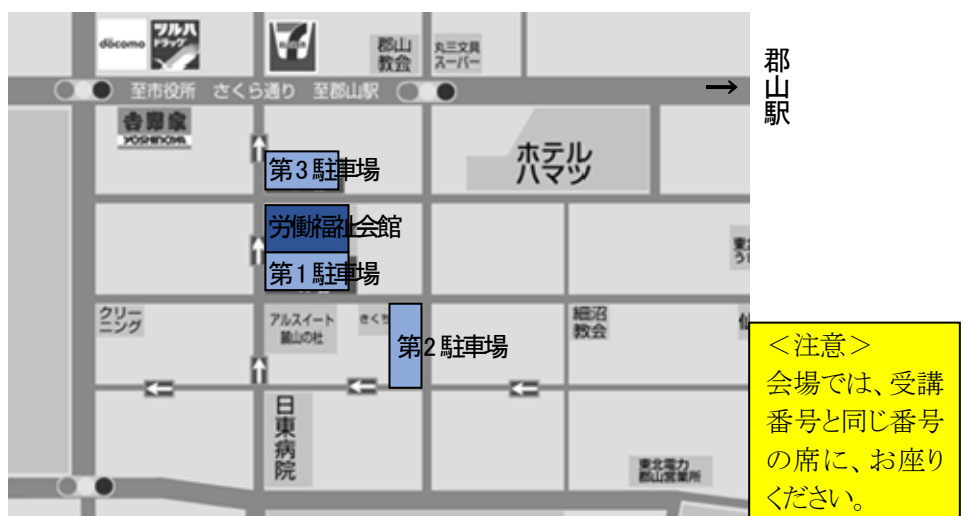 docomo
ツルハ
ドラッグ
郡山
教会
丸三文具
スーパー
至市役所 さくら通り 至郡山駅
→
郡山駅
吉野家
YOSHINOYA
ホテル
ハマツ
第3駐車場
労働福祉会館
第1駐車場
クリー
ニング
アルスイート
麓山の杜
さくち
第2駐車場
細沼
教会
日東病院
東北電力
郡山営業所
＜注意＞
会場では、受講
番号と同じ番号
の席に、お座り
ください。